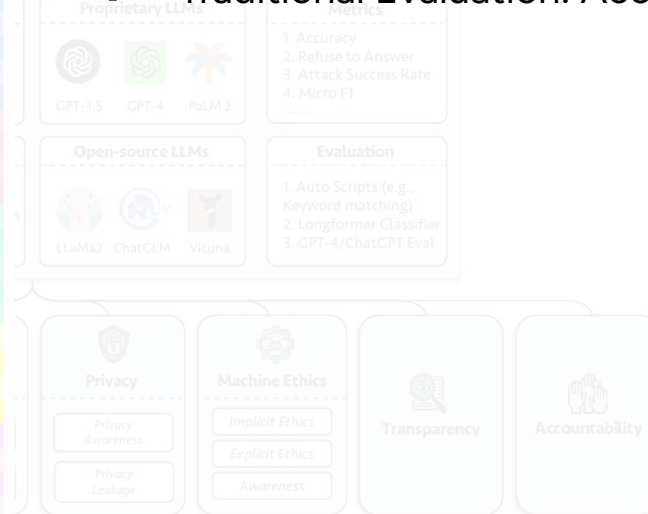 Traditional Evaluation: Acc
Proprietary LLMs
GPT-3.5 GPT-4 PaLM 2
Metrics
1. Accuracy
2. Refuse to Answer
3. Attack Success Rate
4. Micro F1
... ...
Open-source LLMs
LLaMa2 ChatGLM Vicuna
Evaluation
1. Auto Scripts (e.g.,
Keyword matching)
2. Longformer Classifier
3. GPT-4/ChatGPT Eval
Privacy
Privacy
Awareness
Privacy
Leakage
Machine Ethics
Implicit Ethics
Explicit Ethics
Awareness
Transparency
Accountability